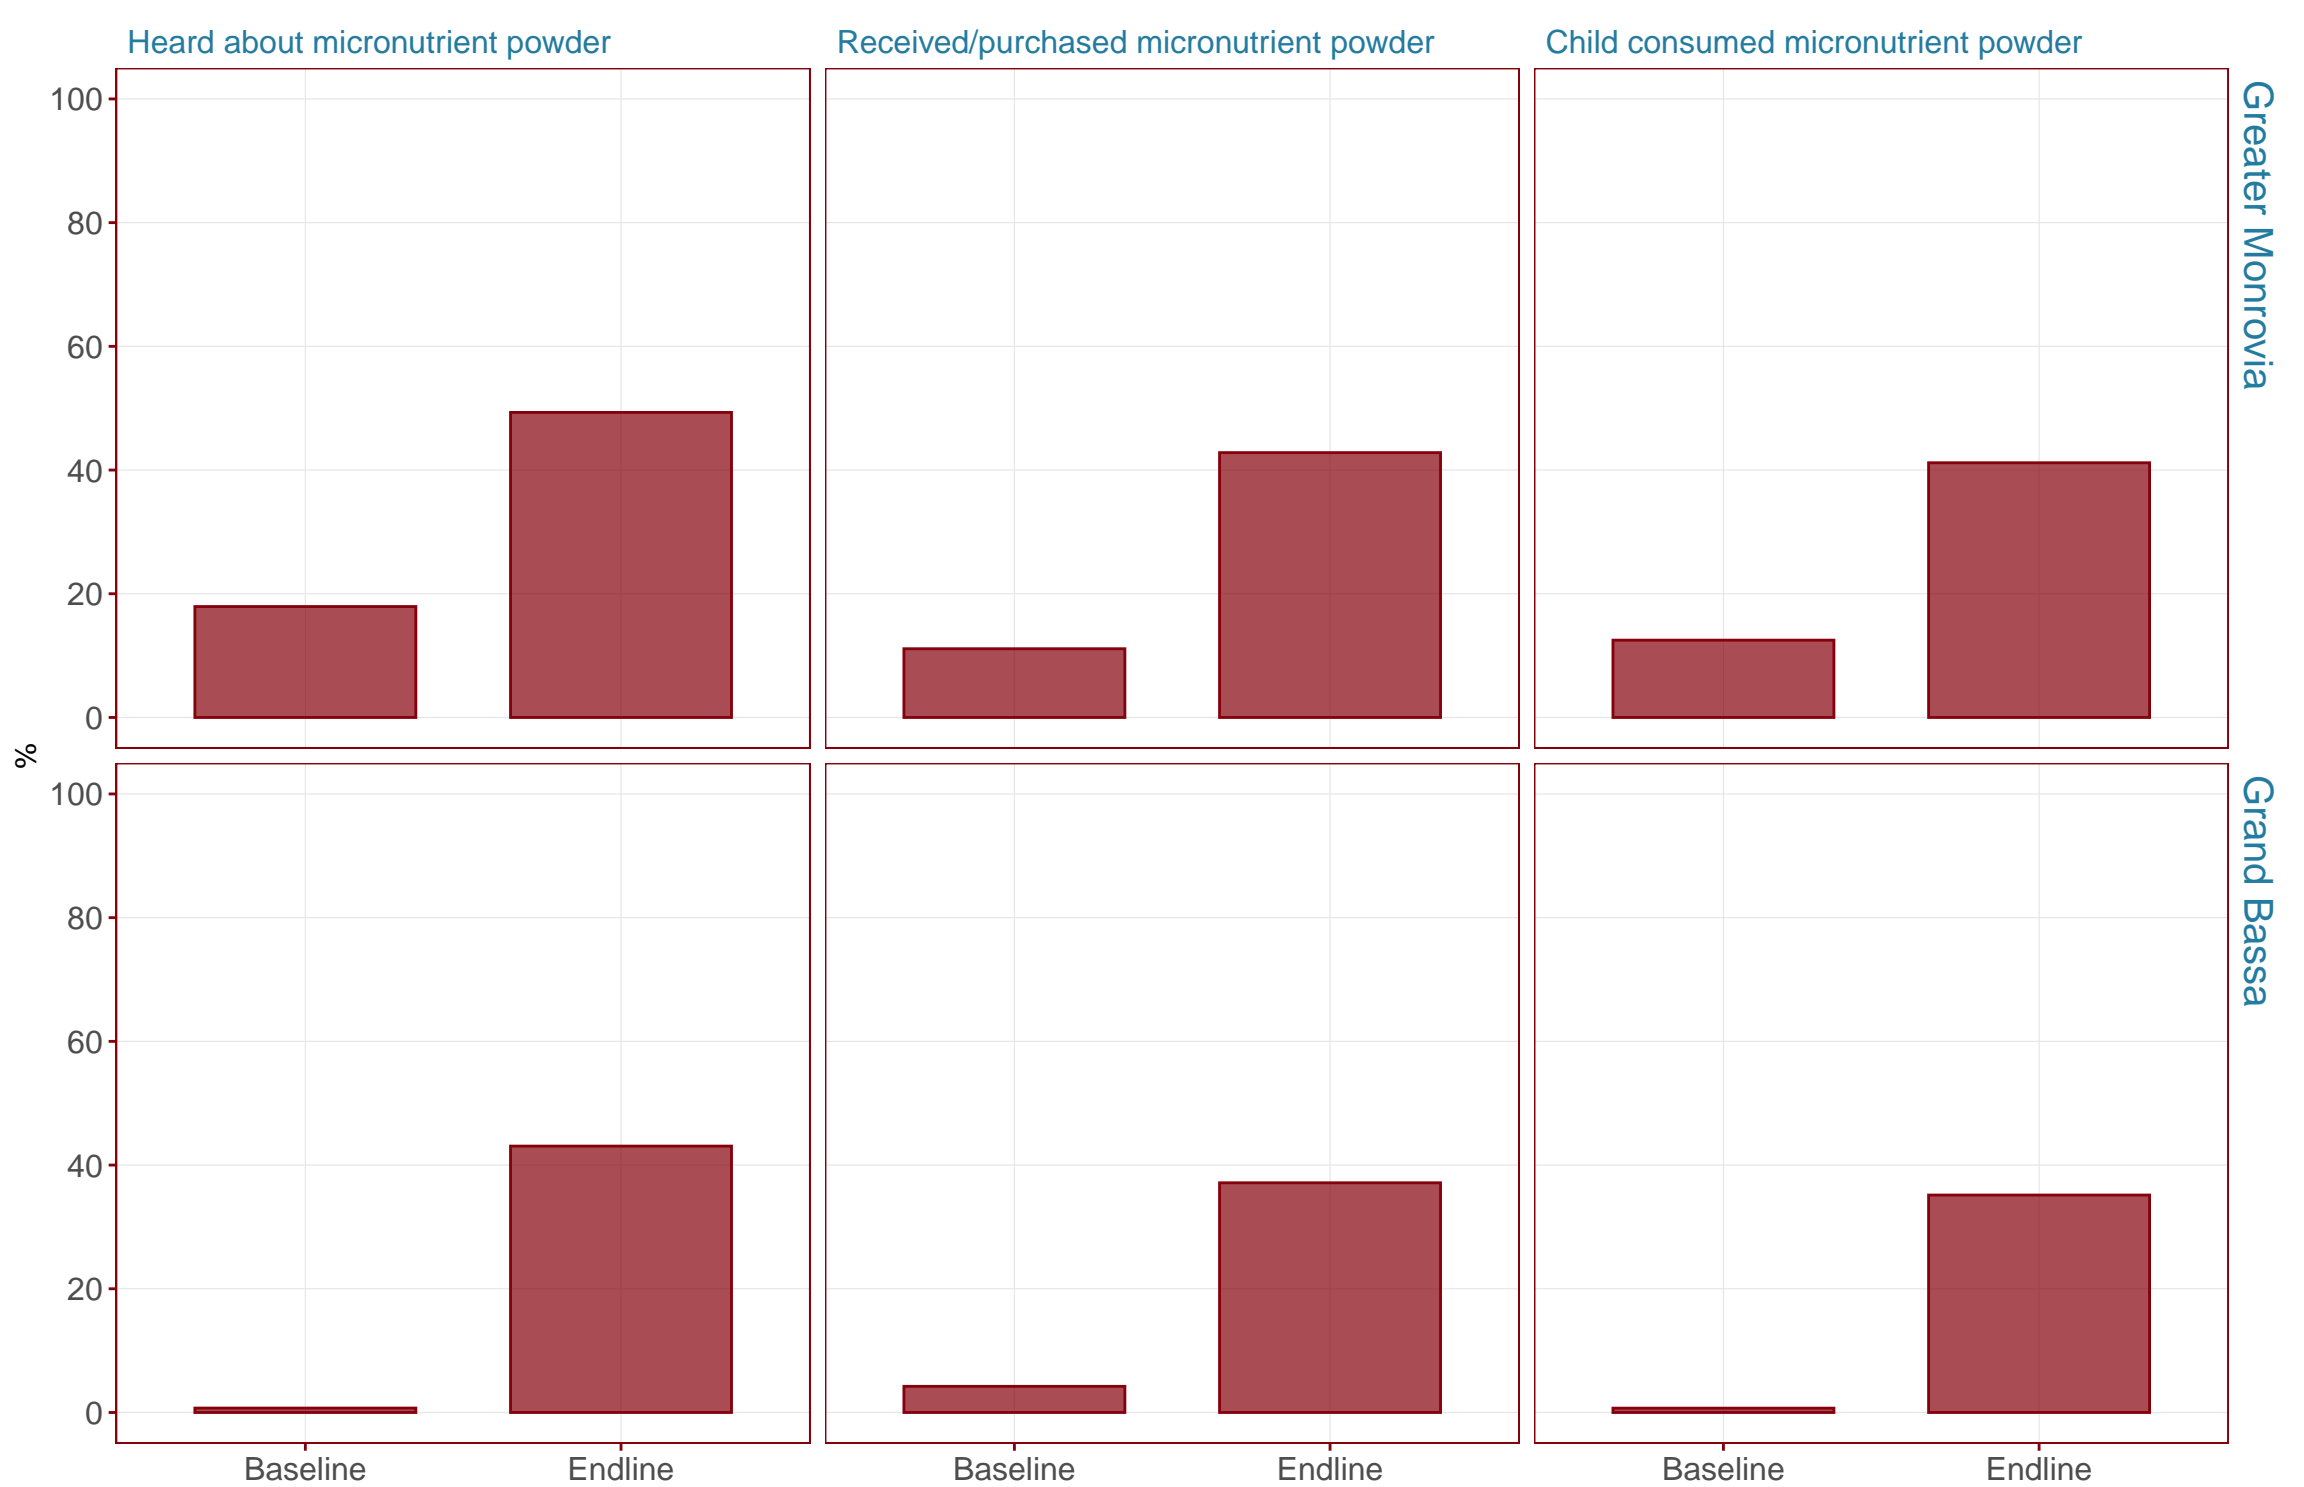 Heard about micronutrient powder
Received/purchased micronutrient powder
Child consumed micronutrient powder
100
80
60
40
20
0
Greater Monrovia
%
100
80
60
40
20
0
Grand Bassa
Baseline
Endline
Baseline
Endline
Baseline
Endline